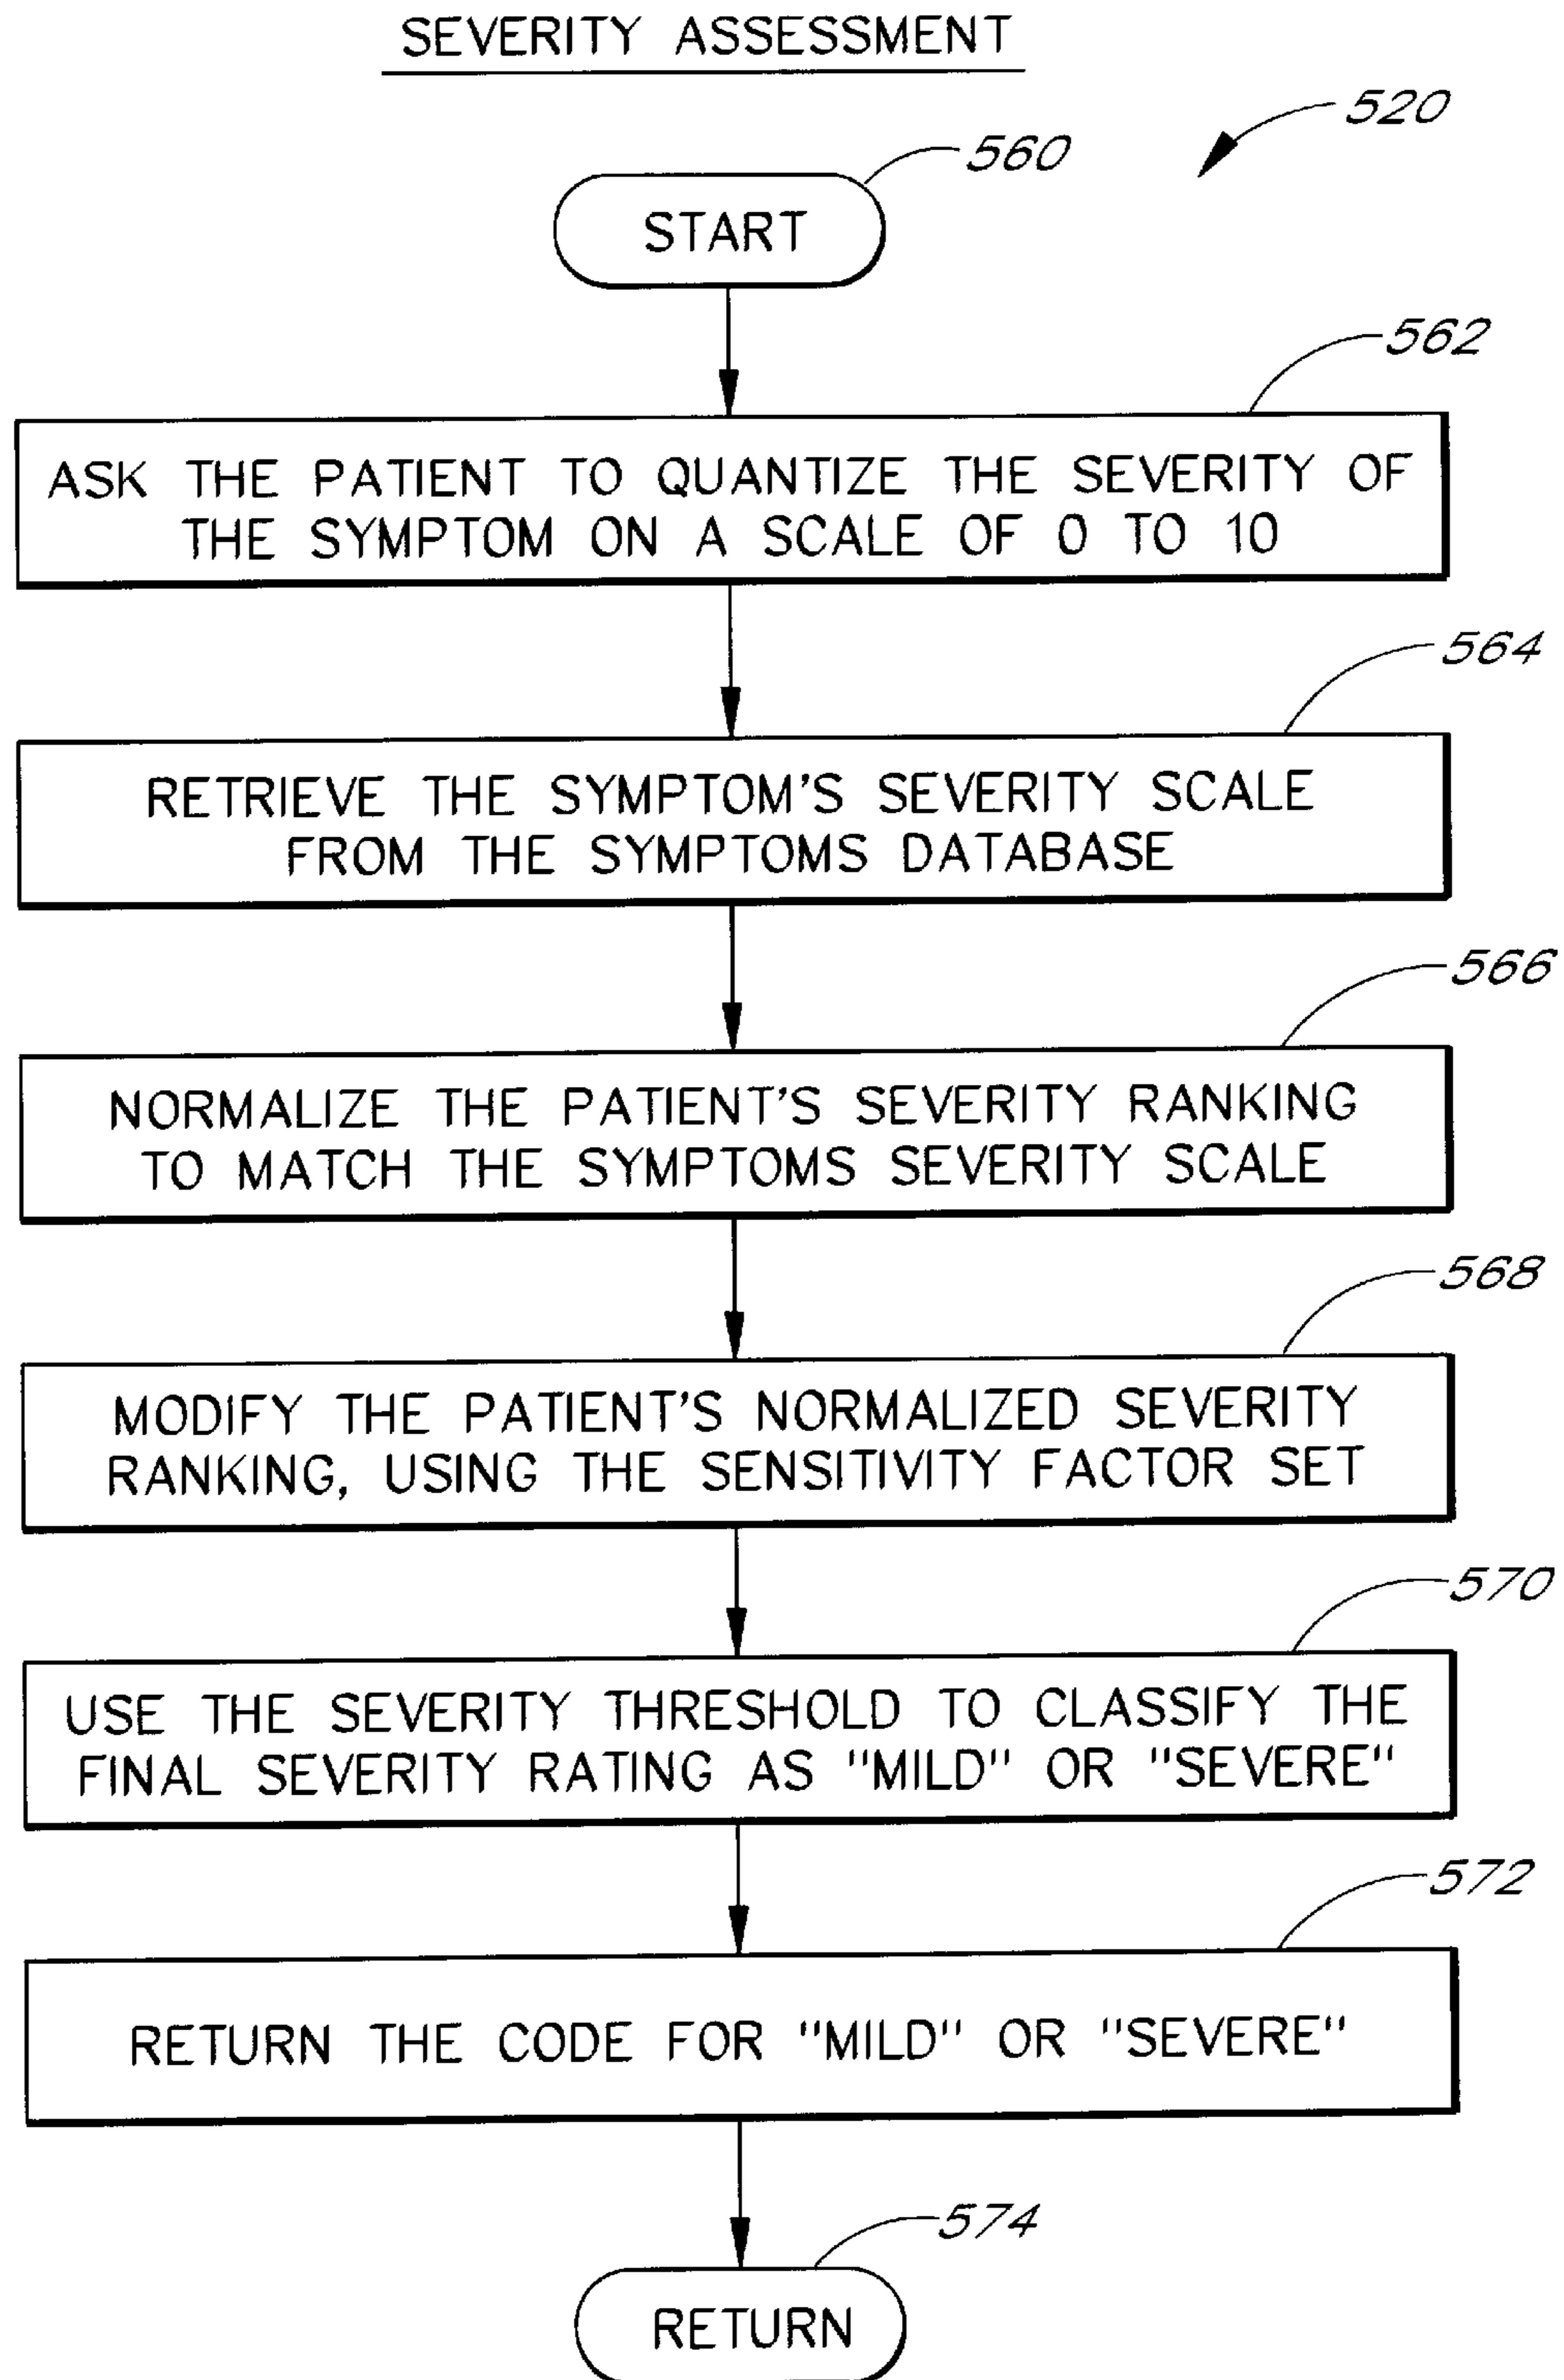 SEVERITY ASSESSMENT
520
560
START
562
ASK THE PATIENT TO QUANTIZE THE SEVERITY OF
THE SYMPTOM ON A SCALE OF 0 TO 10
564
RETRIEVE THE SYMPTOM'S SEVERITY SCALE
FROM THE SYMPTOMS DATABASE
566
NORMALIZE THE PATIENT'S SEVERITY RANKING
TO MATCH THE SYMPTOMS SEVERITY SCALE
568
MODIFY THE PATIENT'S NORMALIZED SEVERITY
RANKING, USING THE SENSITIVITY FACTOR SET
570
USE THE SEVERITY THRESHOLD TO CLASSIFY THE
FINAL SEVERITY RATING AS "MILD" OR "SEVERE"
572
RETURN THE CODE FOR "MILD" OR "SEVERE"
574
RETURN